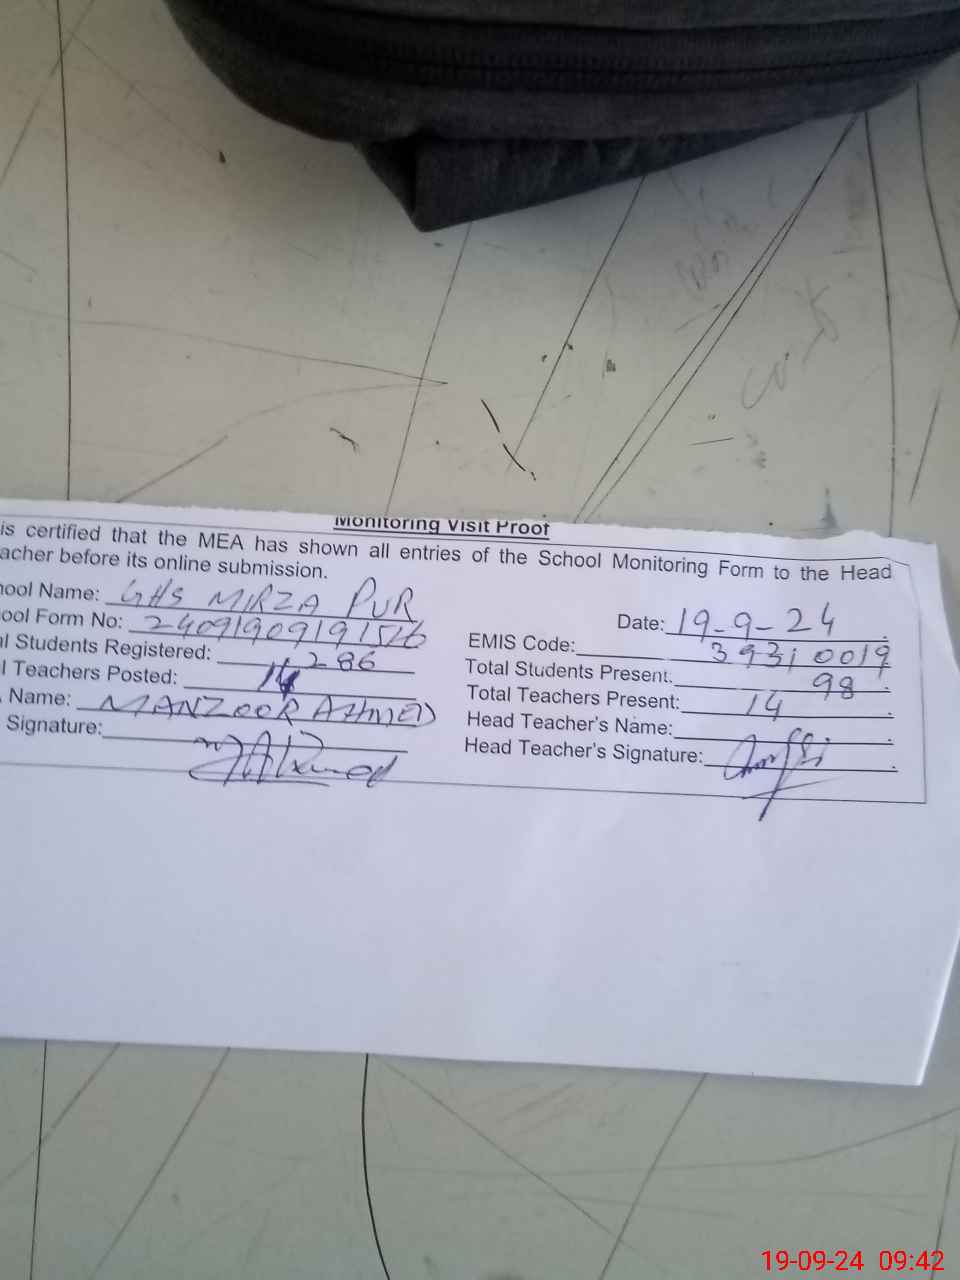 Monitoring Visit Proof
is certified that the MEA has shown all entries of the School Monitoring Form to the Head
acher before its online submission.
hool Name: GHS MIRZA PUR
Date: 19-9-24
ool Form No: 24091909191516
EMIS Code: 39310019
al Students Registered: 286
Total Students Present: 98
l Teachers Posted: 14
Total Teachers Present: 14
Name: MANZOOR AHMED
Head Teacher's Name:
Signature:
Head Teacher's Signature:
19-09-24 09:42